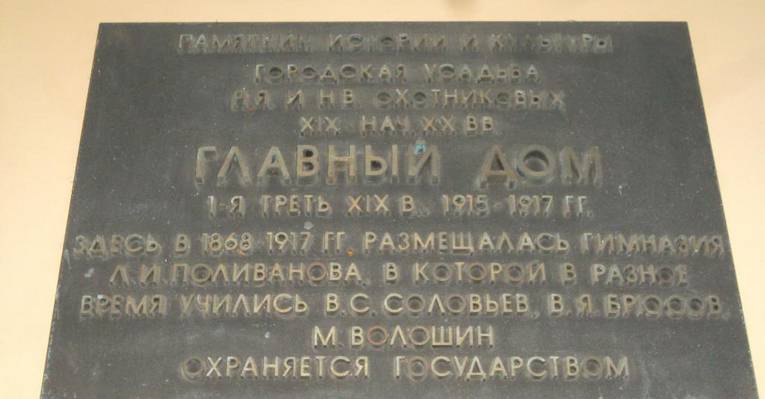 ПАМЯТНИК ИСТОРИИ И КУЛЬТУРЫ
ГОРОДСКАЯ УСАДЬБА
П.Я. И Н.В. ОХОТНИКОВЫХ
XIX НАЧ. XX ВВ.
ГЛАВНЫЙ ДОМ
1-Я ТРЕТЬ XIX В. 1915-1917 ГГ.
ЗДЕСЬ В 1868-1917 ГГ. РАЗМЕЩАЛАСЬ ГИМНАЗИЯ
Л.И.ПОЛИВАНОВА, В КОТОРОЙ В РАЗНОЕ
ВРЕМЯ УЧИЛИСЬ В.С.СОЛОВЬЕВ, В.Я.БРЮСОВ,
М.ВОЛОШИН
ОХРАНЯЕТСЯ ГОСУДАРСТВОМ